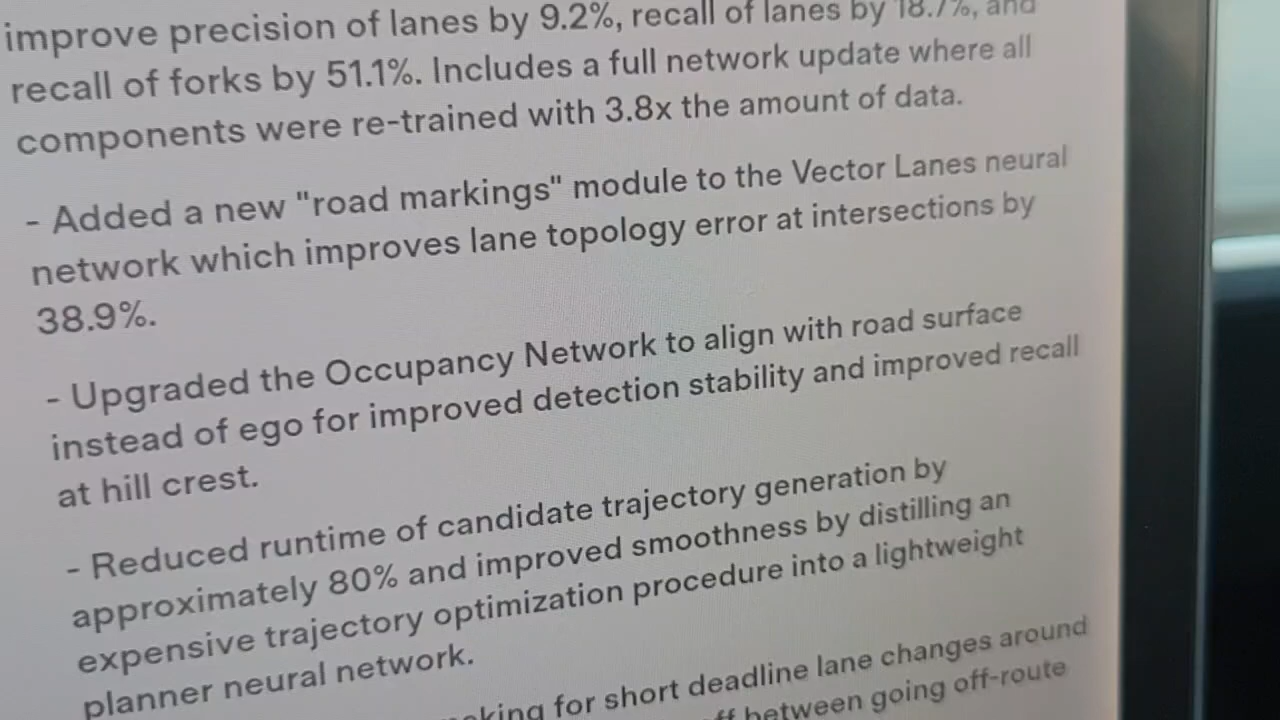 improve precision of lanes by 9.2%, recall of lanes by 18.7%, and
recall of forks by 51.1%. Includes a full network update where all
components were re-trained with 3.8x the amount of data.
- Added a new "road markings" module to the Vector Lanes neural
network which improves lane topology error at intersections by
38.9%.
- Upgraded the Occupancy Network to align with road surface
instead of ego for improved detection stability and improved recall
at hill crest.
- Reduced runtime of candidate trajectory generation by
approximately 80% and improved smoothness by distilling an
expensive trajectory optimization procedure into a lightweight
planner neural network.
for short deadline lane changes around
between going off-route